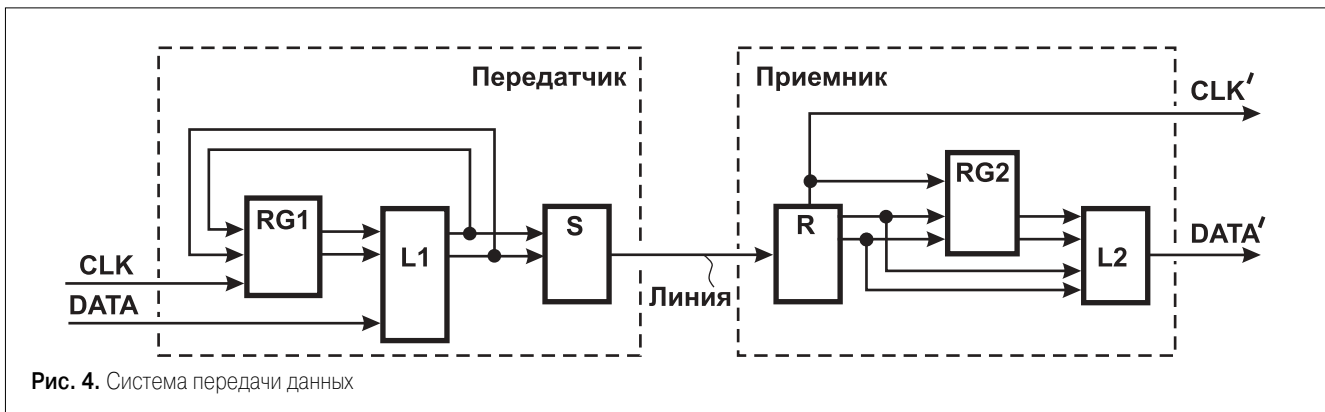 Передатчик
Приемник
CLK′
RG1
L1
S
R
RG2
L2
DATA′
CLK
DATA
Линия
Рис. 4. Система передачи данных